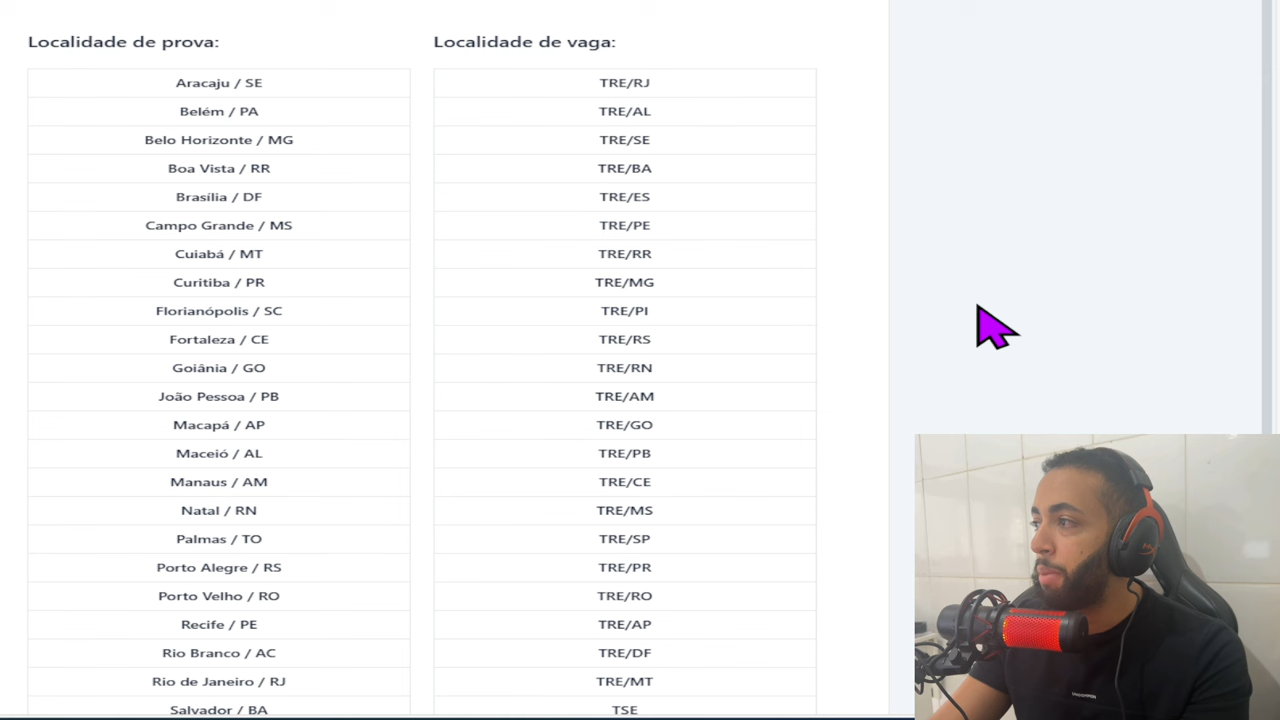 Localidade de prova:
Aracaju / SE
Belém / PA
Belo Horizonte / MG
Boa Vista / RR
Brasília / DF
Campo Grande / MS
Cuiabá / MT
Curitiba / PR
Florianópolis / SC
Fortaleza / CE
Goiânia / GO
João Pessoa / PB
Macapá / AP
Maceió / AL
Manaus / AM
Natal / RN
Palmas / TO
Porto Alegre / RS
Porto Velho / RO
Recife / PE
Rio Branco / AC
Rio de Janeiro / RJ
Salvador / BA
Localidade de vaga:
TRE/RJ
TRE/AL
TRE/SE
TRE/BA
TRE/ES
TRE/PE
TRE/RR
TRE/MG
TRE/PI
TRE/RS
TRE/RN
TRE/AM
TRE/GO
TRE/PB
TRE/CE
TRE/MS
TRE/SP
TRE/PR
TRE/RO
TRE/AP
TRE/DF
TRE/MT
TSE